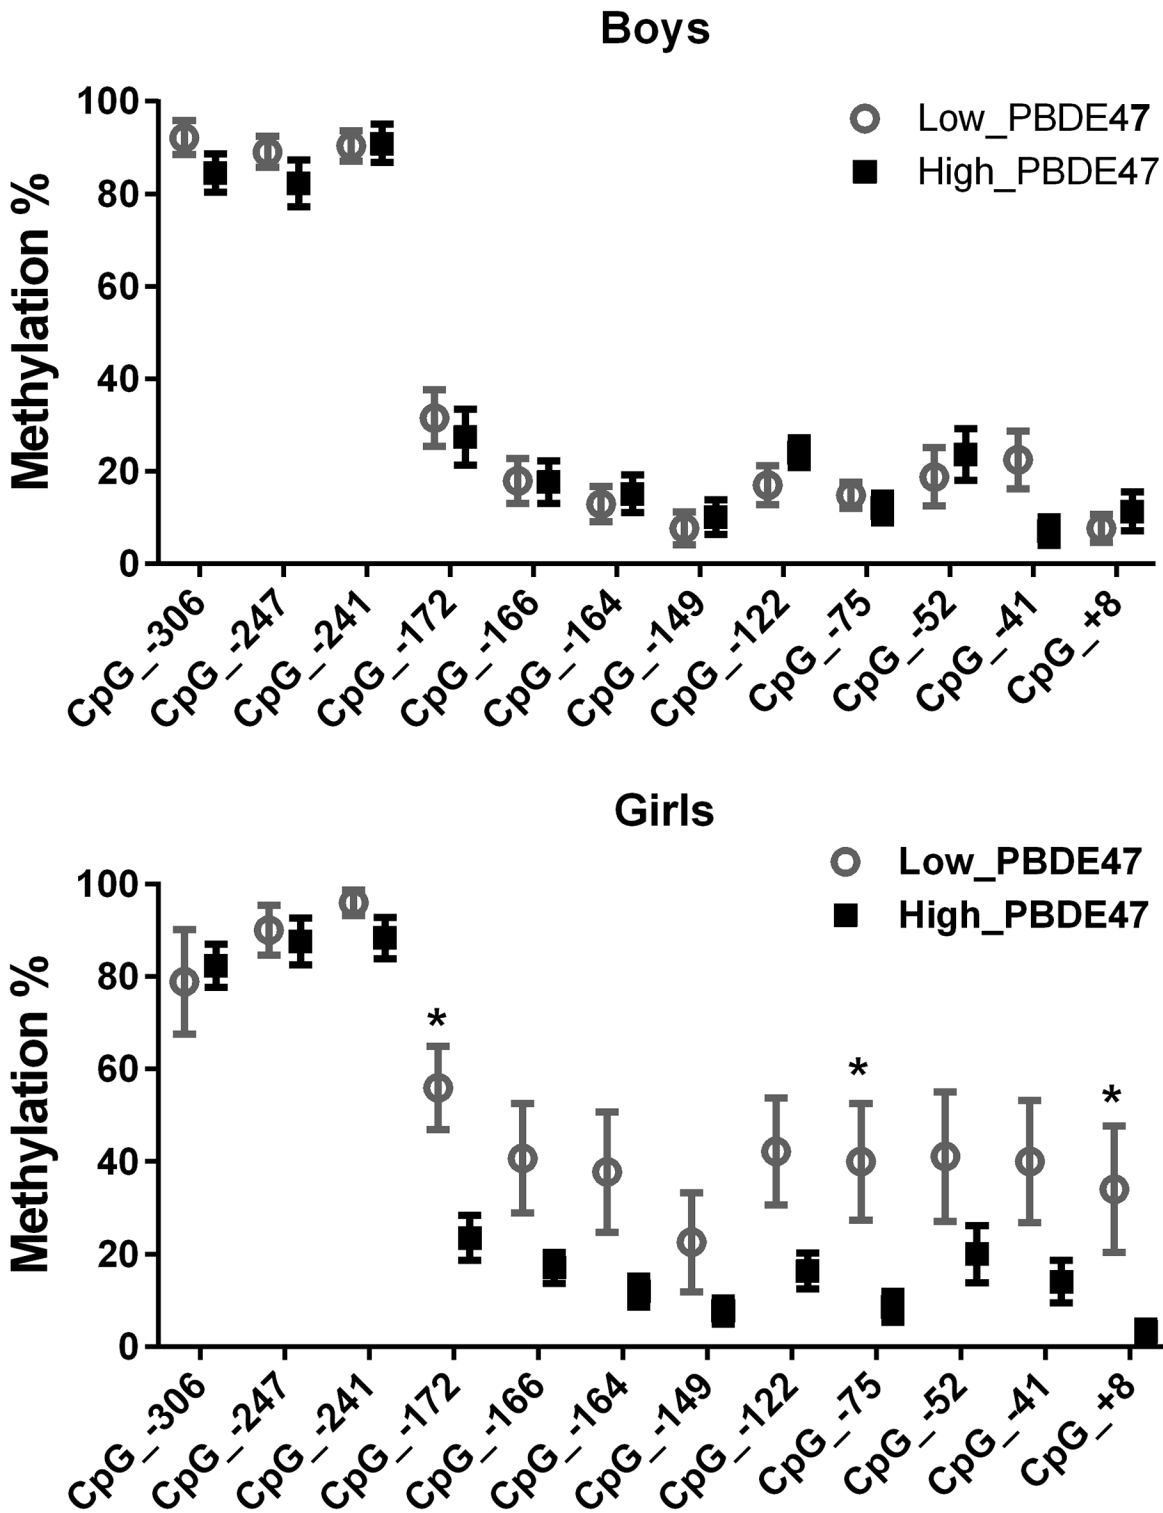 Boys
Low_PBDE47
High_PBDE47
Methylation %
100
80
60
40
20
0
CpG_-306
CpG_-247
CpG_-241
CpG_-172
CpG_-166
CpG_-164
CpG_-149
CpG_-122
CpG_-75
CpG_-52
CpG_-41
CpG_+8
Girls
Low_PBDE47
High_PBDE47
Methylation %
100
80
60
40
20
0
*
*
*
CpG_-306
CpG_-247
CpG_-241
CpG_-172
CpG_-166
CpG_-164
CpG_-149
CpG_-122
CpG_-75
CpG_-52
CpG_-41
CpG_+8